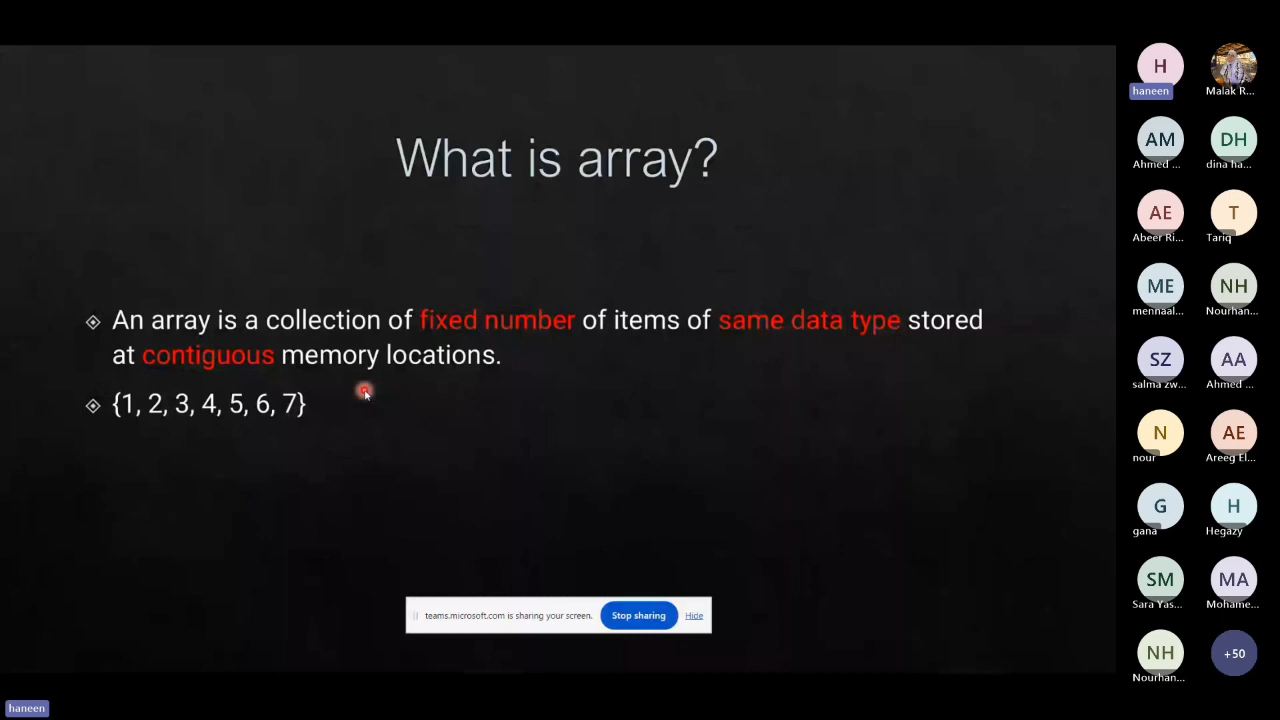 What is array?
An array is a collection of fixed number of items of same data type stored
at contiguous memory locations.
{1, 2, 3, 4, 5, 6, 7}
teams.microsoft.com is sharing your screen. Stop sharing Hide
H
haneen
Malak R...
AM
Ahmed ...
DH
dina ha...
AE
Abeer Ri...
T
Tariq
ME
mennaal...
NH
Nourhan...
SZ
salma zw...
AA
Ahmed ...
N
nour
AE
Areeg El...
G
gana
H
Hegazy
SM
Sara Yas...
MA
Mohame...
NH
Nourhan...
+50
haneen